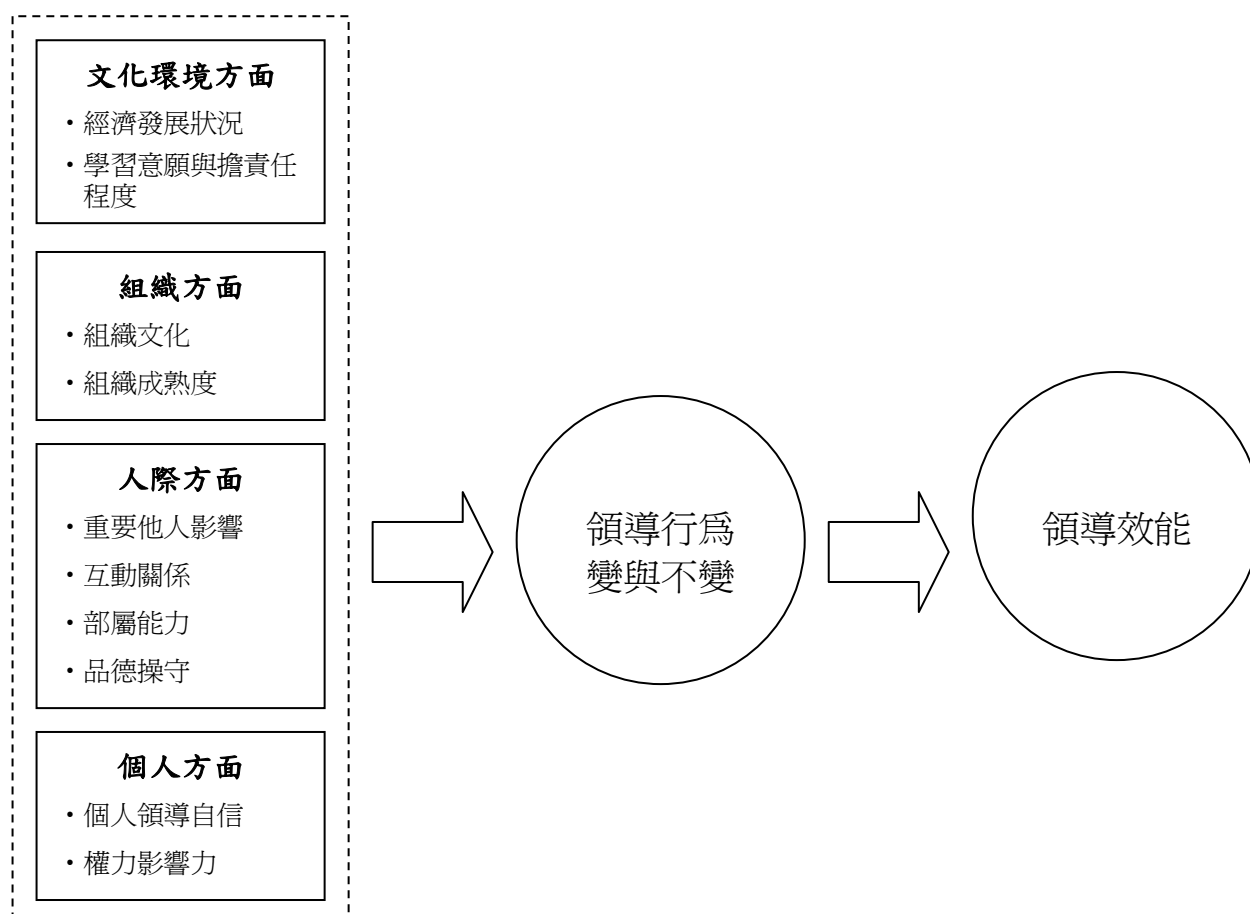 文化環境方面
・經濟發展狀況
・學習意願與擔責任
程度
組織方面
・組織文化
・組織成熟度
人際方面
・重要他人影響
・互動關係
・部屬能力
・品德操守
個人方面
・個人領導自信
・權力影響力
領導行為
變與不變
領導效能